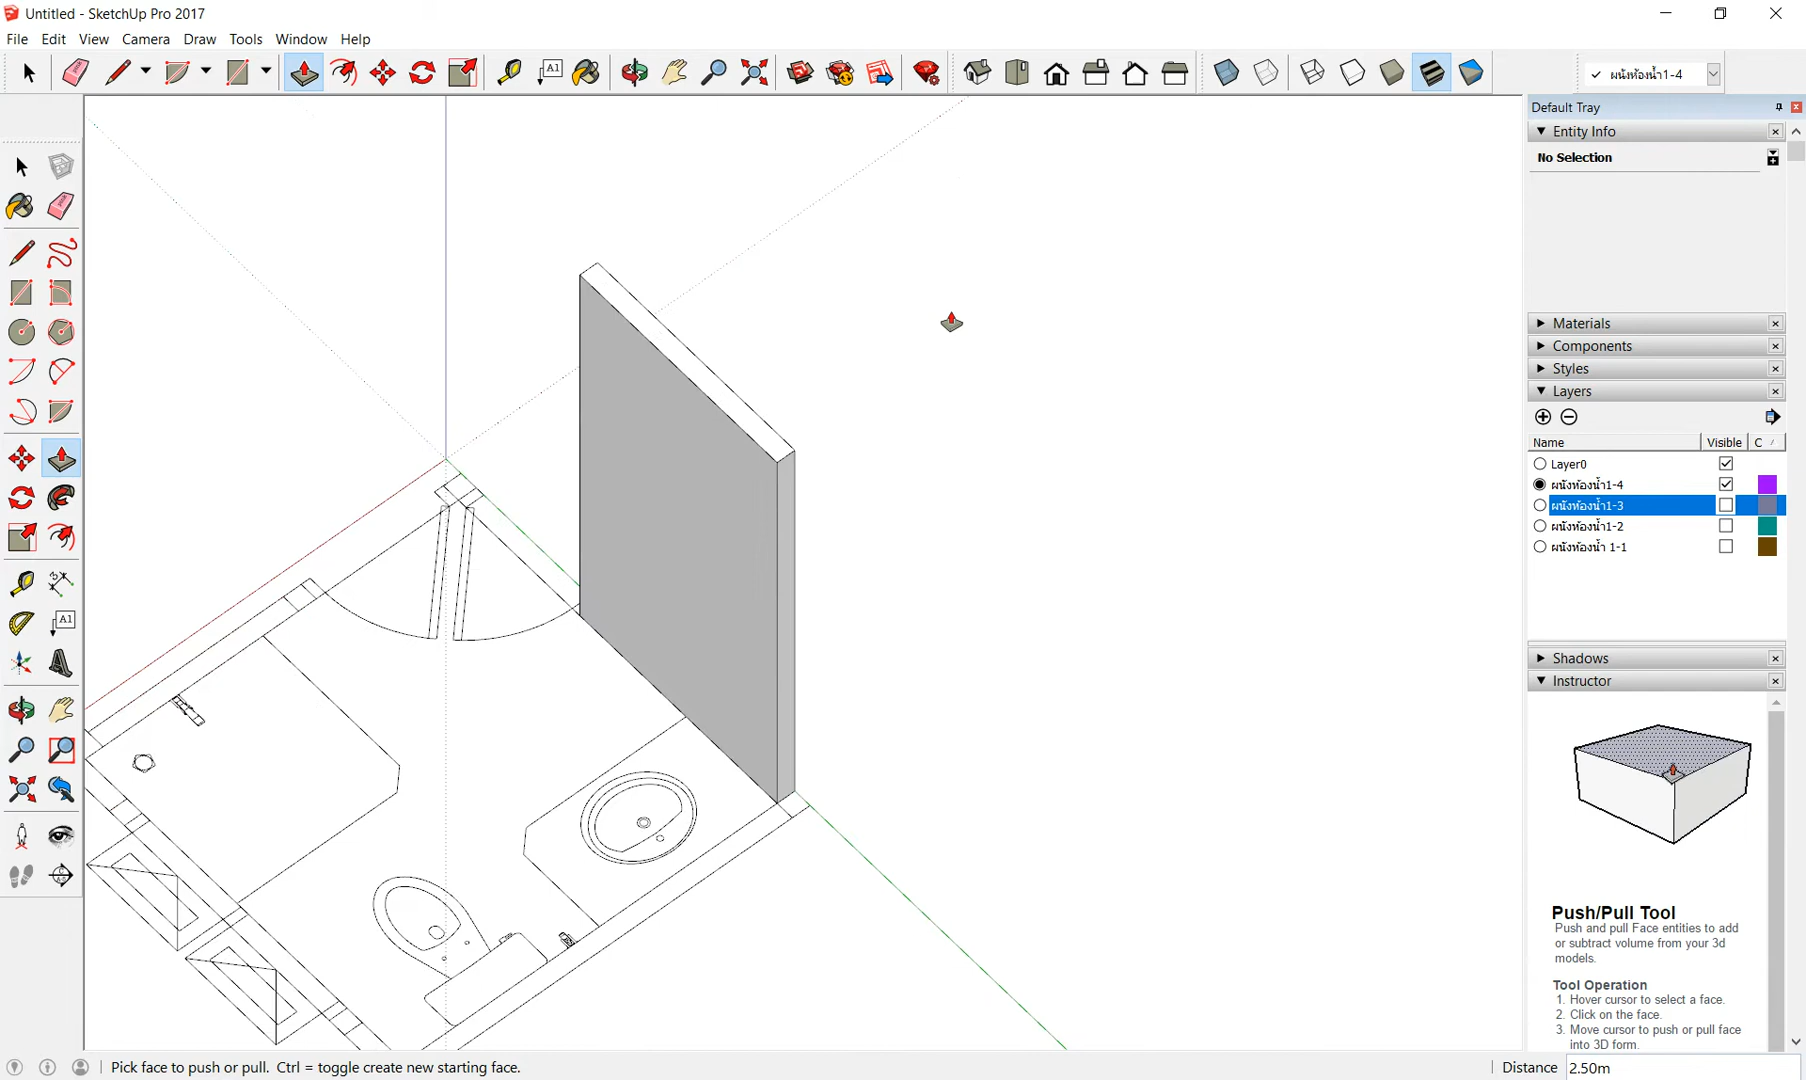 Untitled - SketchUp Pro 2017
File Edit View Camera Draw Tools Window Help
A1
✓ ผนังห้องน้ำ1-4
Default Tray
Entity Info
No Selection
Materials
Components
Styles
Layers
Name Visible C
Layer0
ผนังห้องน้ำ1-4
ผนังห้องน้ำ1-3
ผนังห้องน้ำ1-2
ผนังห้องน้ำ 1-1
A1
Shadows
Instructor
Push/Pull Tool
Push and pull Face entities to add
or subtract volume from your 3d
models.
Tool Operation
1. Hover cursor to select a face.
2. Click on the face.
3. Move cursor to push or pull face
into 3D form.
Pick face to push or pull. Ctrl = toggle create new starting face.
Distance 2.50m